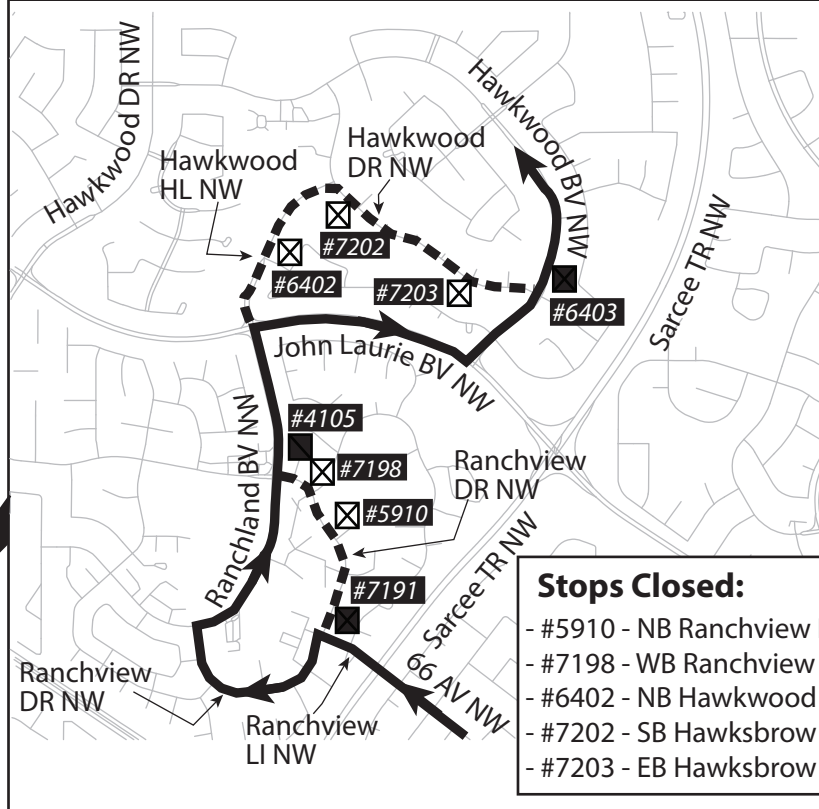 Hawkwood DR NW
Hawkwood BV NW
Hawkwood
DR NW
Hawkwood
HL NW
#7202
#6402
#7203
#6403
Sarcee TR NW
John Laurie BV NW
#4105
#7198
Ranchview
DR NW
Ranchland BV NW
#5910
#7191
Sarcee TR NW
66 AV NW
Ranchview
DR NW
Ranchview
LI NW
Stops Closed:
- #5910 - NB Ranchview
- #7198 - WB Ranchview
- #6402 - NB Hawkwood
- #7202 - SB Hawksbrow
- #7203 - EB Hawksbrow